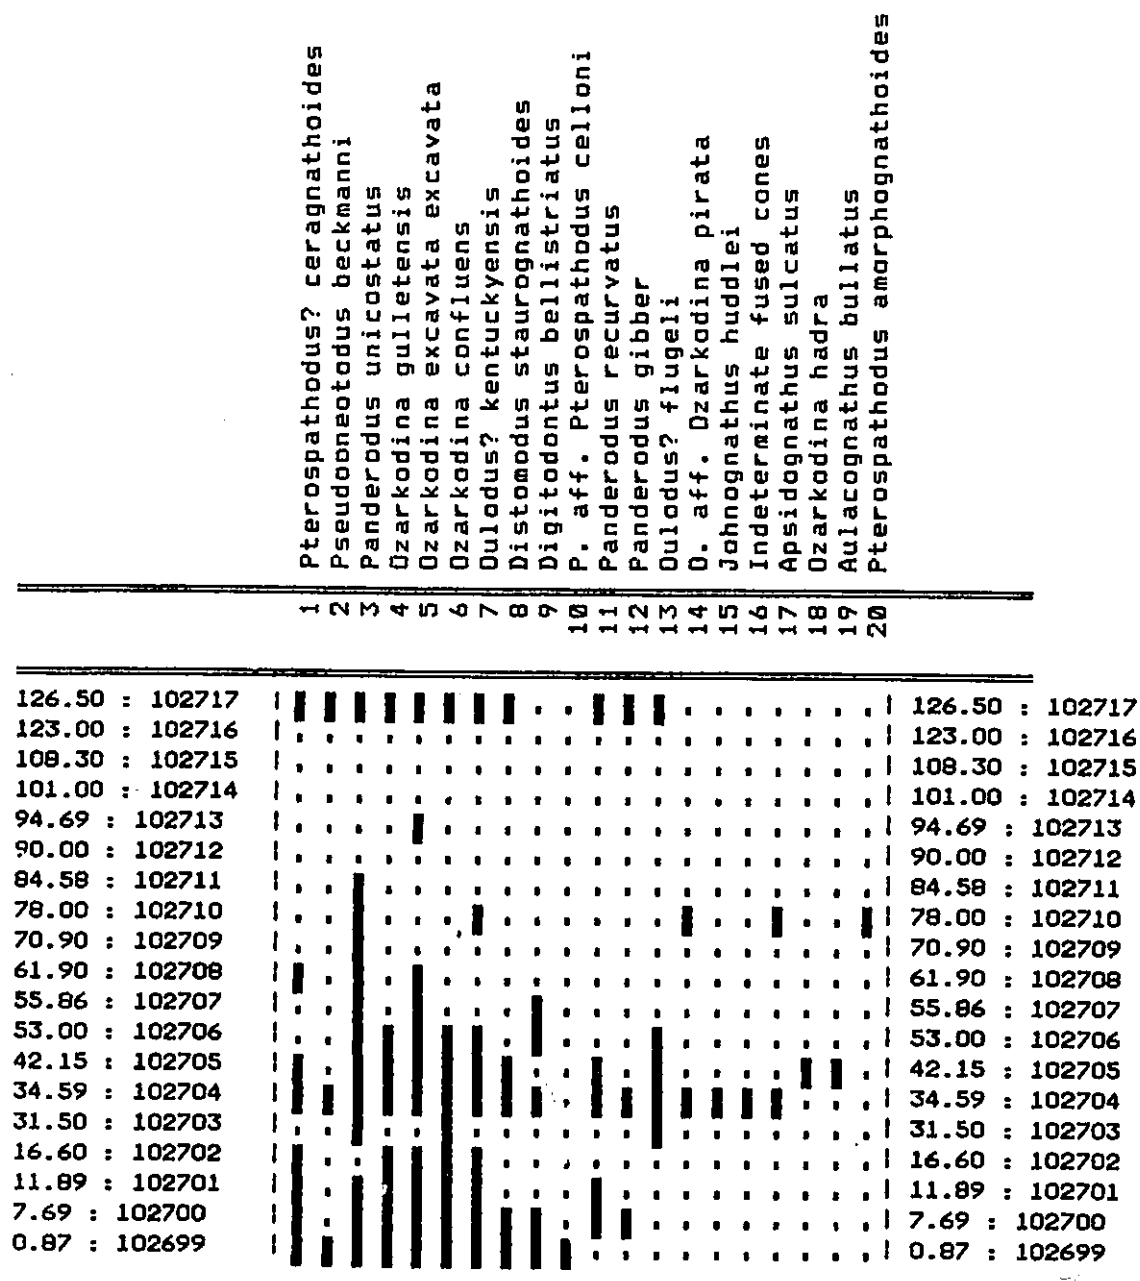 Pterospathodus? ceragnathoides
Pseudooneotodus beckmanni
Panderodus unicostatus
Ozarkodina gulletensis
Ozarkodina excavata excavata
Ozarkodina confluens
Oulodus? kentuckyensis
Distomodus staurognathoides
Digitodontus bellistriatus
P. aff. Pterospathodus celloni
Panderodus recurvatus
Panderodus gibber
Oulodus? flugeli
O. aff. Ozarkodina pirata
Johnognathus huddlei
Indeterminate fused cones
Apsidognathus sulcatus
Ozarkodina hadra
Aulacognathus bullatus
Pterospathodus amorphognathoides
1 2 3 4 5 6 7 8 9 10 11 12 13 14 15 16 17 18 19 20
126.50 : 102717 126.50 : 102717
123.00 : 102716 123.00 : 102716
108.30 : 102715 108.30 : 102715
101.00 : 102714 101.00 : 102714
94.69 : 102713 94.69 : 102713
90.00 : 102712 90.00 : 102712
84.58 : 102711 84.58 : 102711
78.00 : 102710 78.00 : 102710
70.90 : 102709 70.90 : 102709
61.90 : 102708 61.90 : 102708
55.86 : 102707 55.86 : 102707
53.00 : 102706 53.00 : 102706
42.15 : 102705 42.15 : 102705
34.59 : 102704 34.59 : 102704
31.50 : 102703 31.50 : 102703
16.60 : 102702 16.60 : 102702
11.89 : 102701 11.89 : 102701
7.69 : 102700 7.69 : 102700
0.87 : 102699 0.87 : 102699